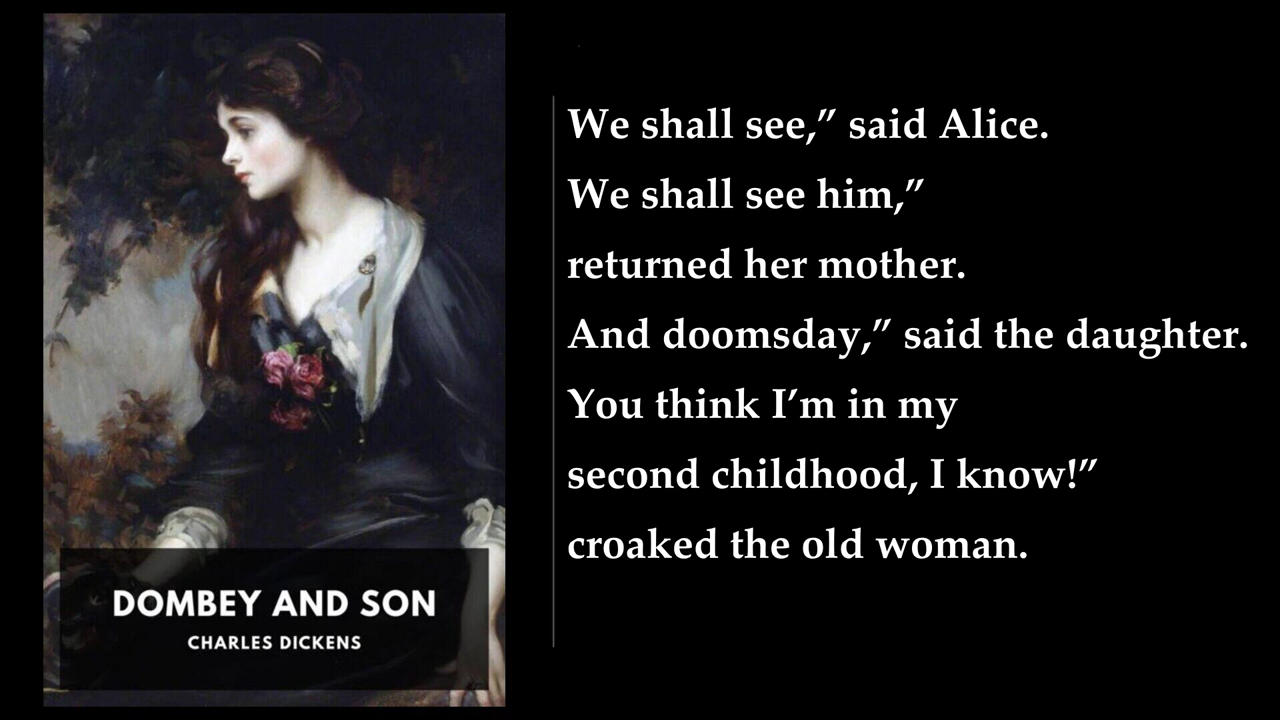 We shall see,” said Alice.
We shall see him,”
returned her mother.
And doomsday,” said the daughter.
You think I’m in my
second childhood, I know!”
croaked the old woman.
DOMBEY AND SON
CHARLES DICKENS